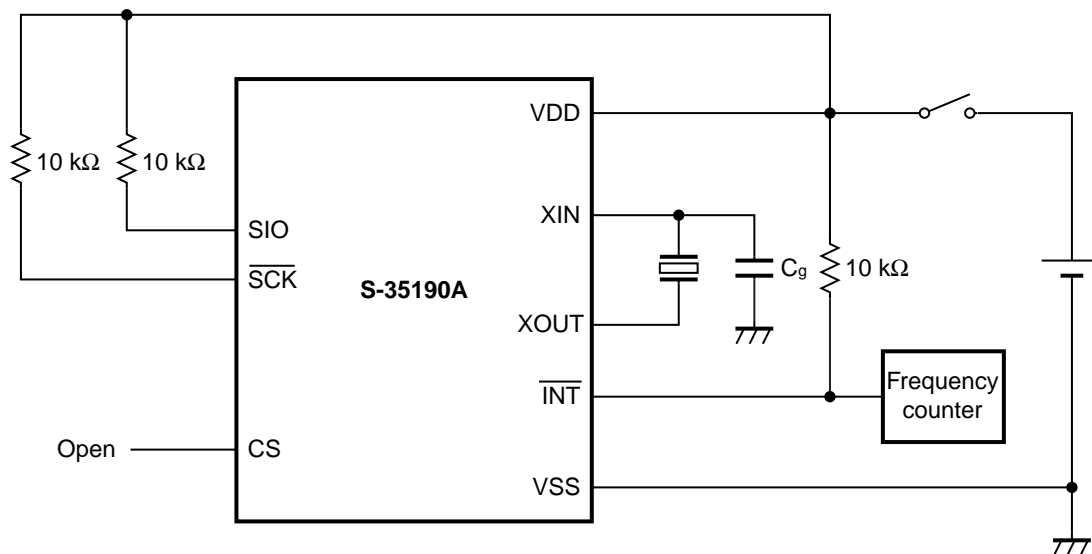 VDD
10 kΩ
10 kΩ
XIN
SIO
Cg
10 kΩ
SCK
S-35190A
XOUT
INT
Frequency
counter
Open
CS
VSS